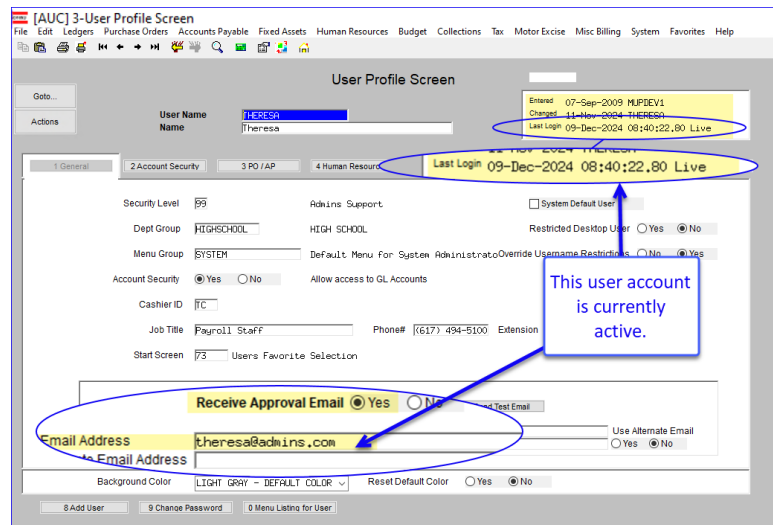 [AUC] 3-User Profile Screen
File Edit Ledgers Purchase Orders Accounts Payable Fixed Assets Human Resources Budget Collections Tax Motor Excise Misc Billing System Favorites Help
User Profile Screen
Goto...
Actions
User Name THERESA
Name Theresa
Entered 07-Sep-2009 MUPDEV1
Changed 11-Nov-2024 THERESA
Last Login 09-Dec-2024 08:40:22.80 Live
1 General 2 Account Security 3 PO / AP 4 Human Resourc
Last Login 09-Dec-2024 08:40:22.80 Live
Security Level 99 Admins Support System Default User
Dept Group HIGHSCHOOL HIGH SCHOOL Restricted Desktop User Yes No
Menu Group SYSTEM Default Menu for System Administrato Override Username Restrictions No Yes
Account Security Yes No Allow access to GL Accounts
Cashier ID TC
Job Title Payroll Staff Phone# (617) 494-5100 Extension
Start Screen 73 Users Favorite Selection
This user account
is currently
active.
Receive Approval Email Yes No nd Test Email
Email Address theresa@admins.com
Use Alternate Email
Yes No
te Email Address
Background Color LIGHT GRAY - DEFAULT COLOR Reset Default Color Yes No
8 Add User 9 Change Password 0 Menu Listing for User